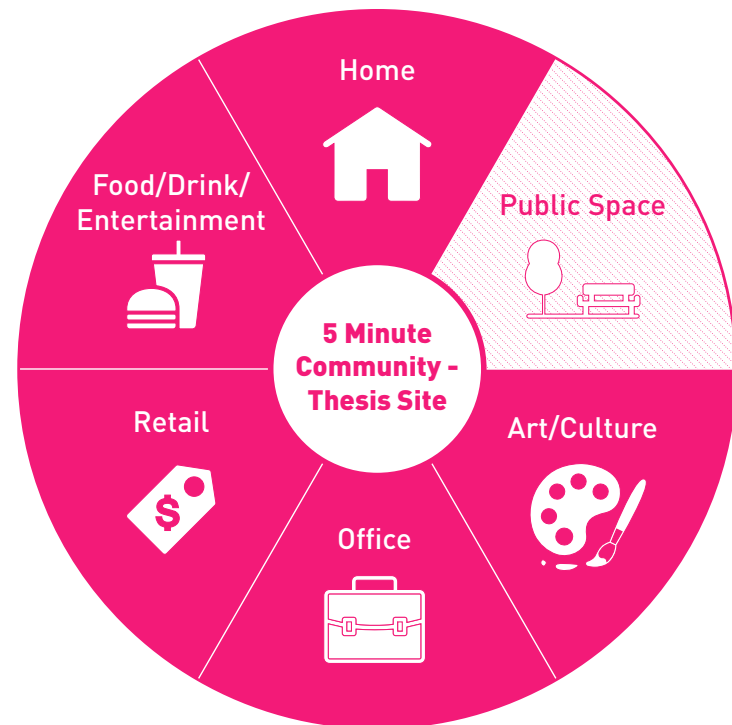 Home
Public Space
Food/Drink/
Entertainment
5 Minute
Community -
Thesis Site
Retail
$
Art/Culture
Office